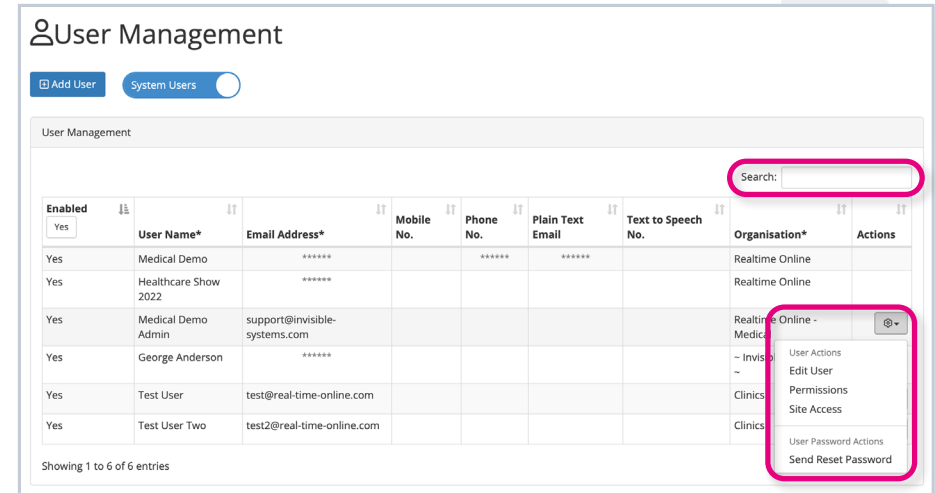 User Management
Add User
System Users
User Management
Search:
Enabled
Yes
User Name*
Email Address*
Mobile No.
Phone No.
Plain Text Email
Text to Speech No.
Organisation*
Actions
Yes Medical Demo ****** ****** ****** Realtime Online
Yes Healthcare Show 2022 ****** Realtime Online
Yes Medical Demo Admin support@invisible-systems.com Realtime Online - Medical
Yes George Anderson ****** ~ ~
Yes Test User test@real-time-online.com Clinics
Yes Test User Two test2@real-time-online.com Clinics
User Actions
Edit User
Permissions
Site Access
User Password Actions
Send Reset Password
Showing 1 to 6 of 6 entries